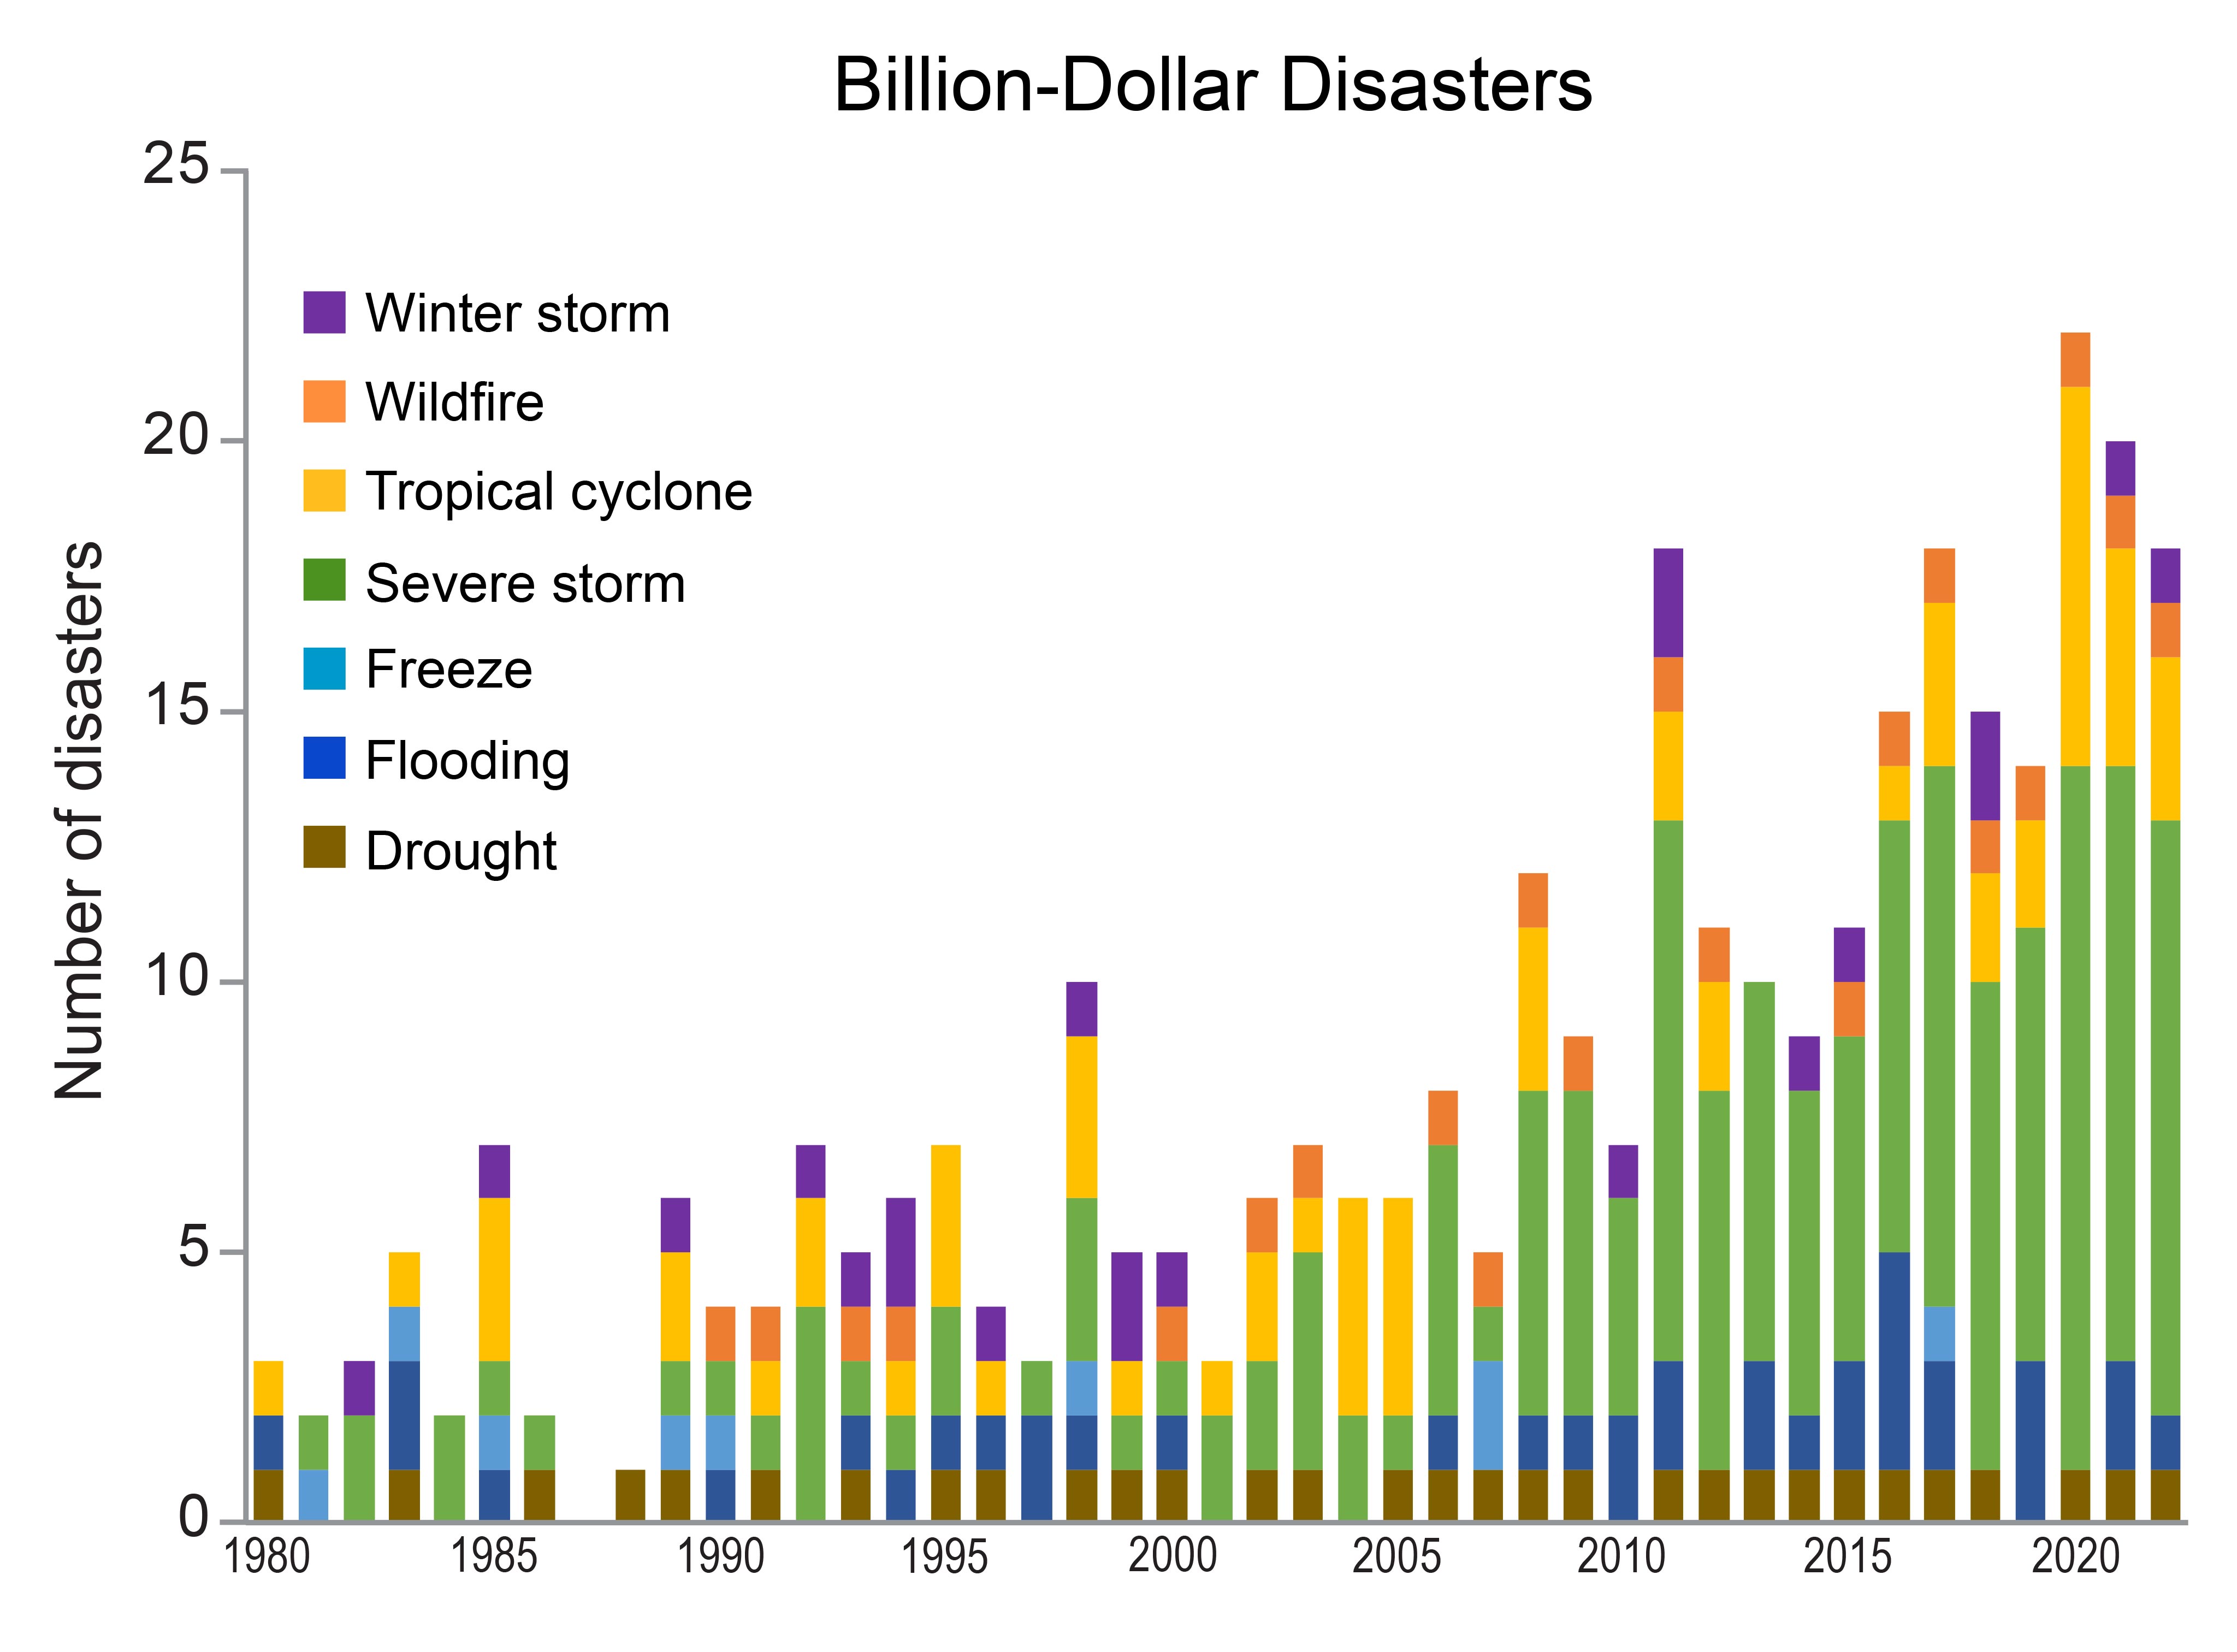 Billion-Dollar Disasters
25
20
15
10
5
0
Number of disasters
Winter storm
Wildfire
Tropical cyclone
Severe storm
Freeze
Flooding
Drought
1980 1985 1990 1995 2000 2005 2010 2015 2020